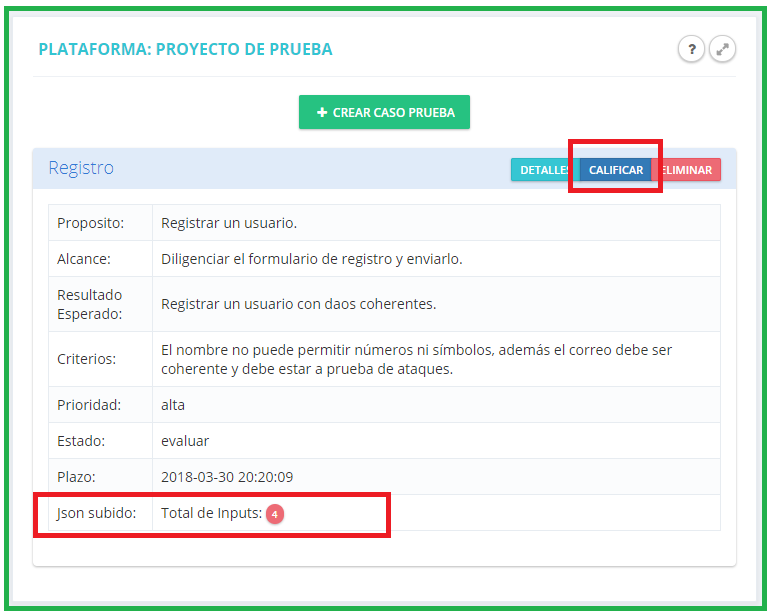 PLATAFORMA: PROYECTO DE PRUEBA
?
+ CREAR CASO PRUEBA
Registro
DETALLES CALIFICAR ELIMINAR
Proposito: Registrar un usuario.
Alcance: Diligenciar el formulario de registro y enviarlo.
Resultado
Esperado: Registrar un usuario con daos coherentes.
Criterios: El nombre no puede permitir números ni símbolos, además el correo debe ser
coherente y debe estar a prueba de ataques.
Prioridad: alta
Estado: evaluar
Plazo: 2018-03-30 20:20:09
Json subido: Total de Inputs: 4